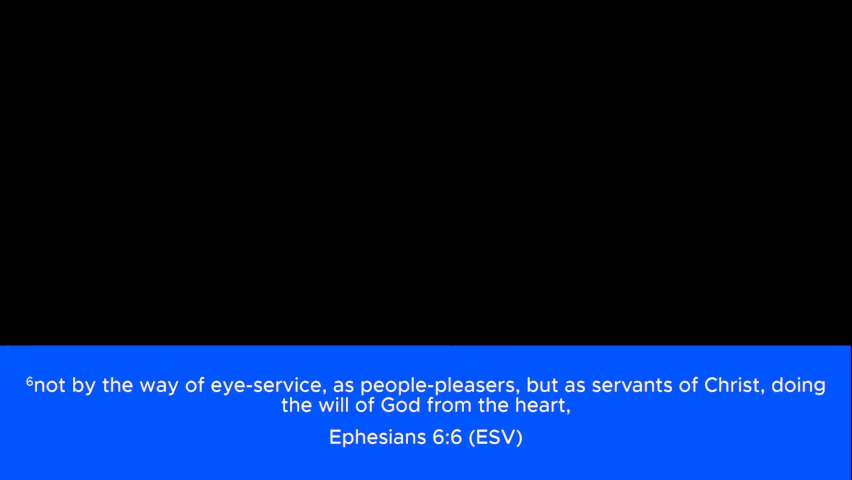 ⁶not by the way of eye-service, as people-pleasers, but as servants of Christ, doing
the will of God from the heart,
Ephesians 6:6 (ESV)